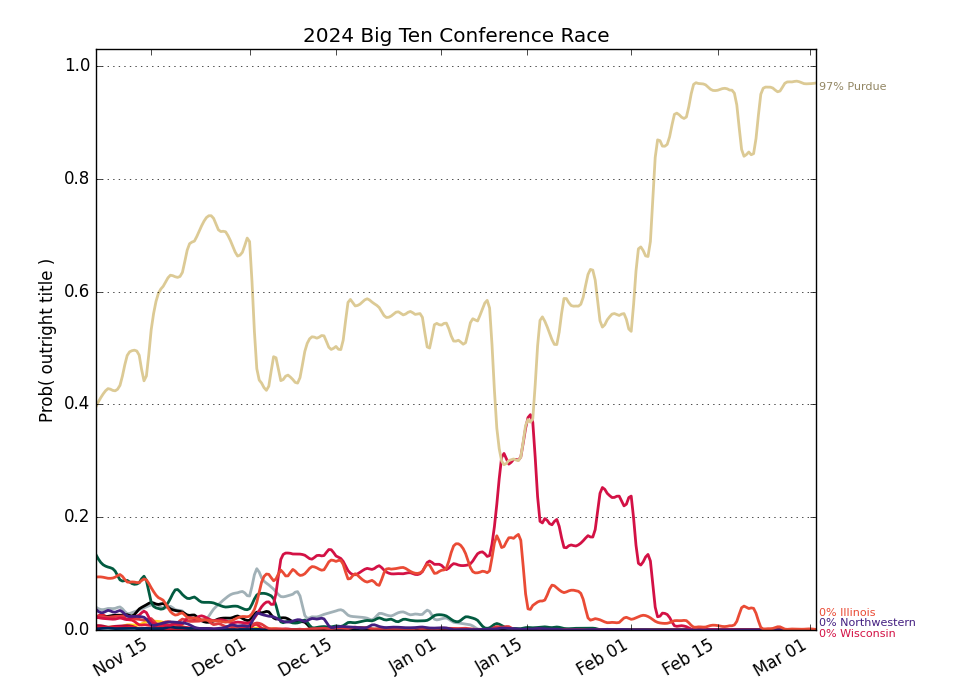 2024 Big Ten Conference Race
Prob( outright title )
1.0
0.8
0.6
0.4
0.2
0.0
Nov 15
Dec 01
Dec 15
Jan 01
Jan 15
Feb 01
Feb 15
Mar 01
97% Purdue
0% Illinois
0% Northwestern
0% Wisconsin